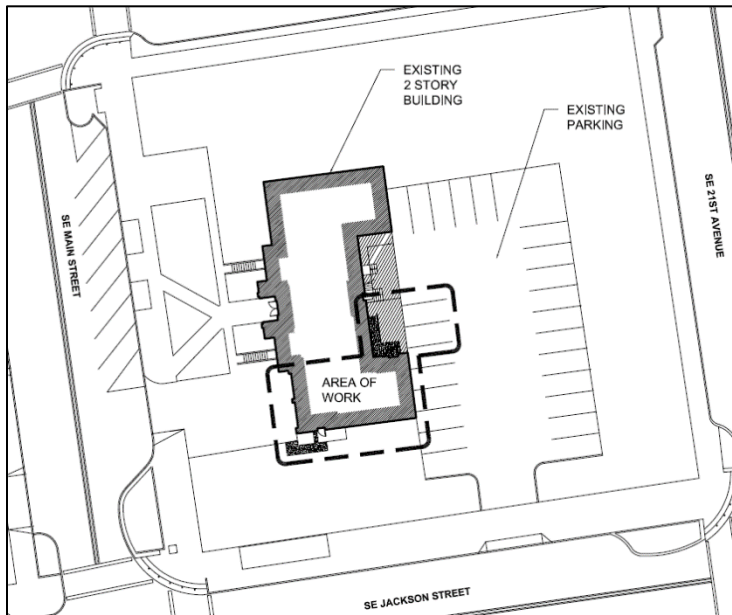 EXISTING
2 STORY
BUILDING
EXISTING
PARKING
SE MAIN STREET
SE 21ST AVENUE
AREA OF
WORK
SE JACKSON STREET